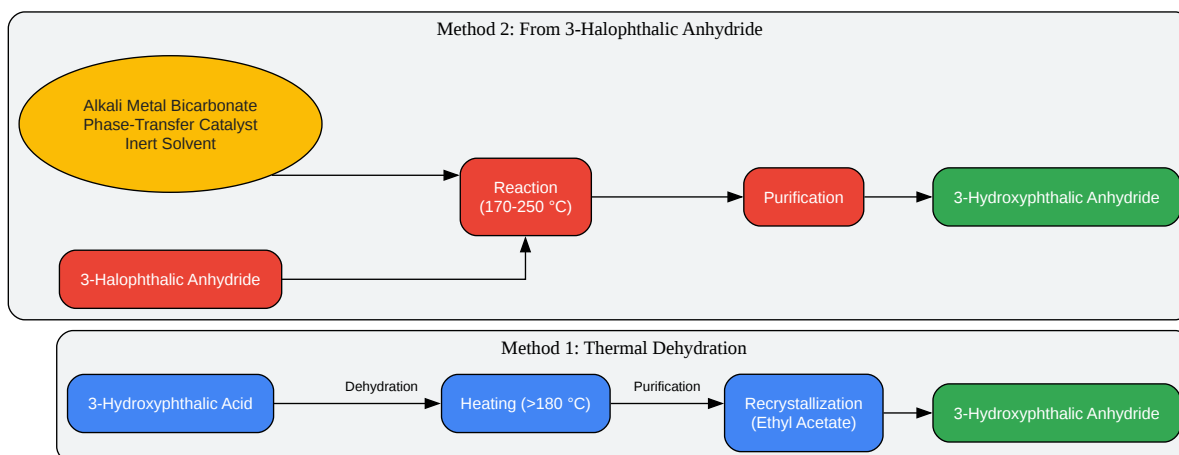 Method 2: From 3-Halophthalic Anhydride
Alkali Metal Bicarbonate
Phase-Transfer Catalyst
Inert Solvent
Reaction
(170-250 °C)
Purification
3-Hydroxyphthalic Anhydride
3-Halophthalic Anhydride
Method 1: Thermal Dehydration
3-Hydroxyphthalic Acid
Dehydration
Heating (>180 °C)
Purification
Recrystallization
(Ethyl Acetate)
3-Hydroxyphthalic Anhydride